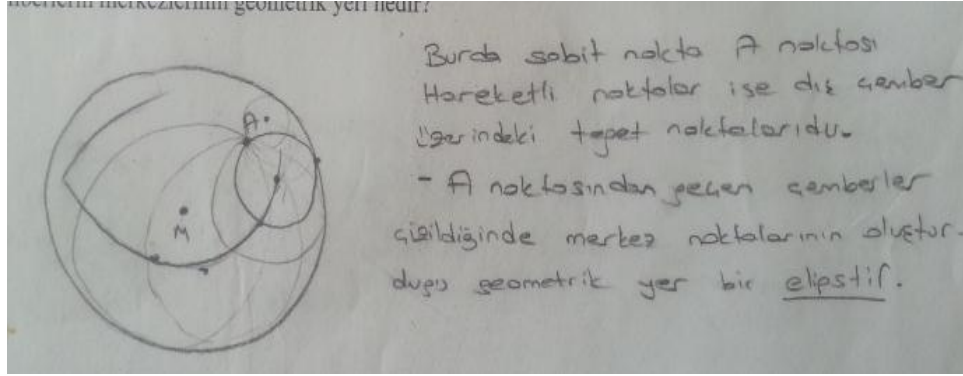 merkezlerinin geometrik yeri nedir?
Burda sabit nokta A noktası
Hareketli noktalar ise dış çember
üzerindeki teğet noktalarıdır.
- A noktasından geçen çemberler
çizildiğinde merkez noktalarının oluştur-
duğu geometrik yer bir elipstir.
A
M